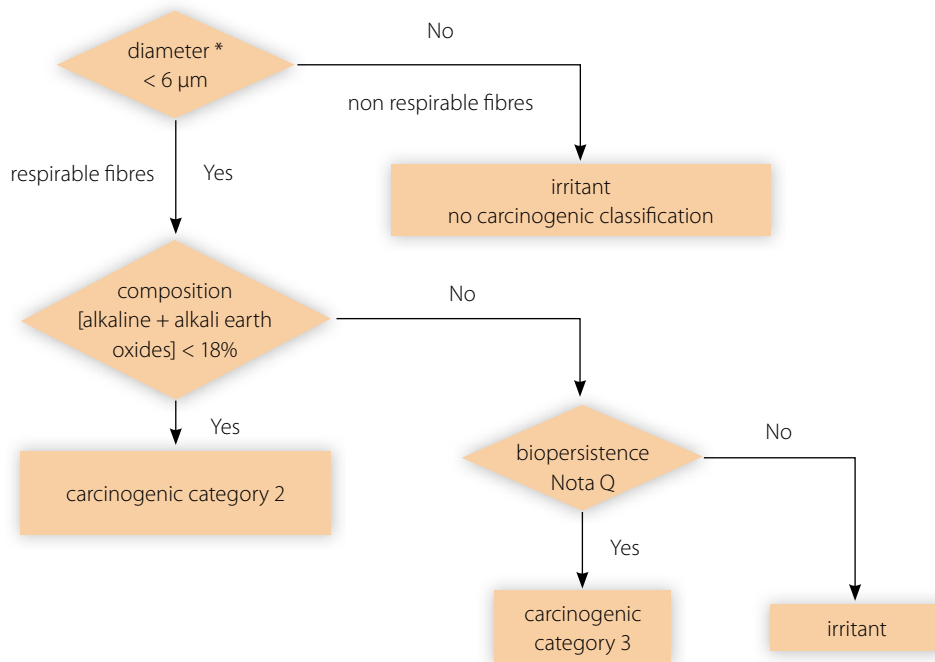 No
diameter *
< 6 µm
non respirable fibres
respirable fibres
Yes
irritant
no carcinogenic classification
composition
[alkaline + alkali earth
oxides] < 18%
No
Yes
biopersistence
Nota Q
No
carcinogenic category 2
Yes
carcinogenic
category 3
irritant